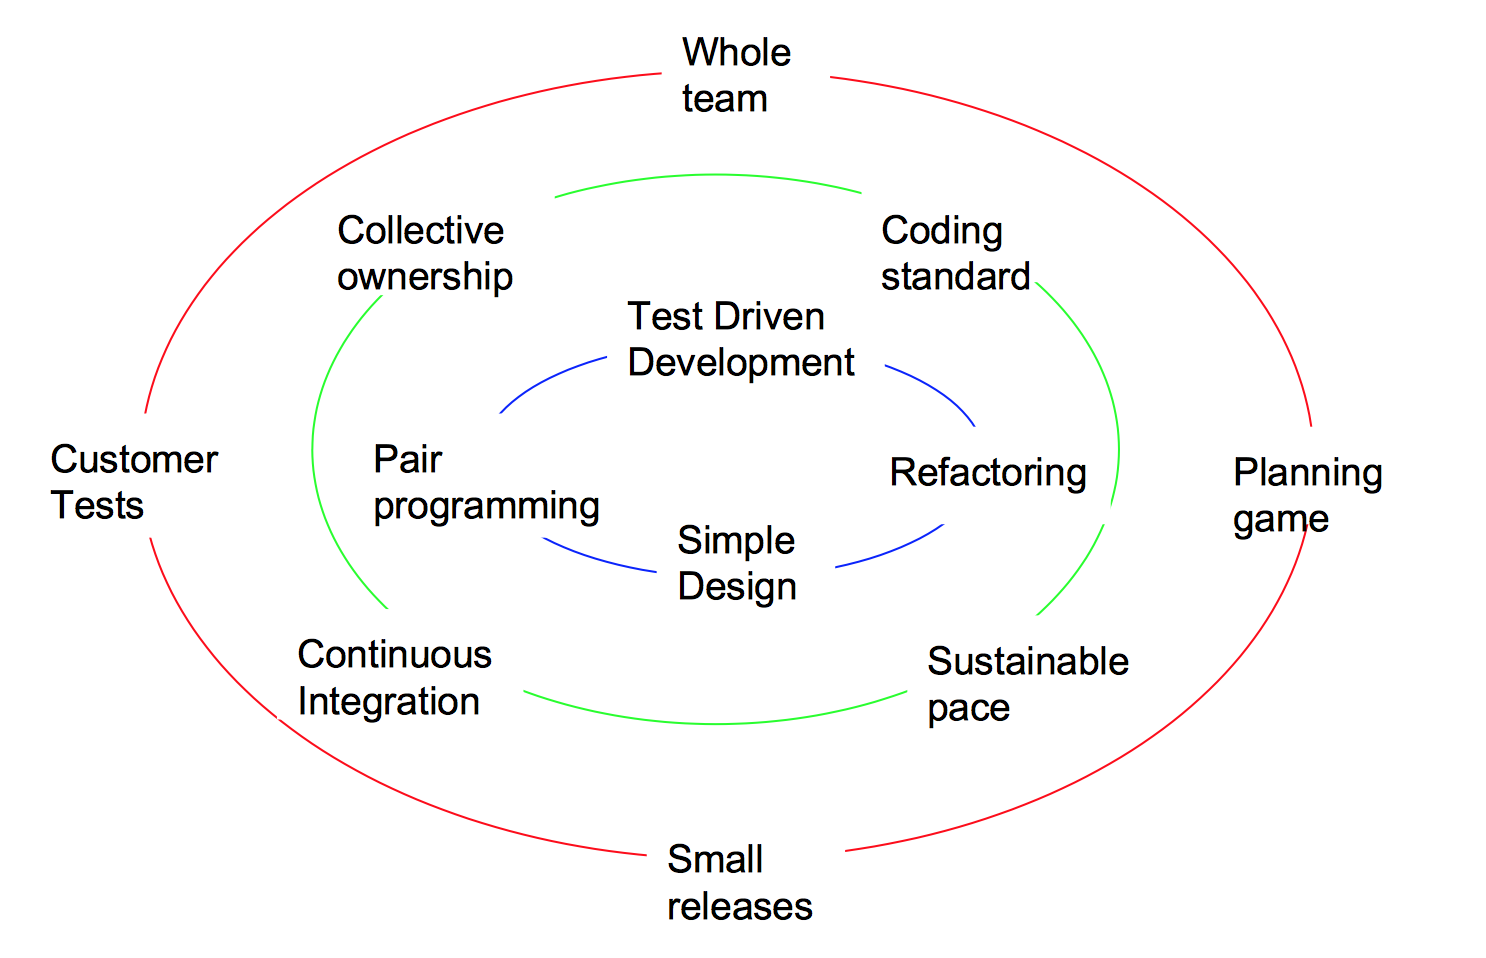 Whole
team
Collective
ownership
Coding
standard
Test Driven
Development
Customer
Tests
Pair
programming
Refactoring
Planning
game
Simple
Design
Continuous
Integration
Sustainable
pace
Small
releases